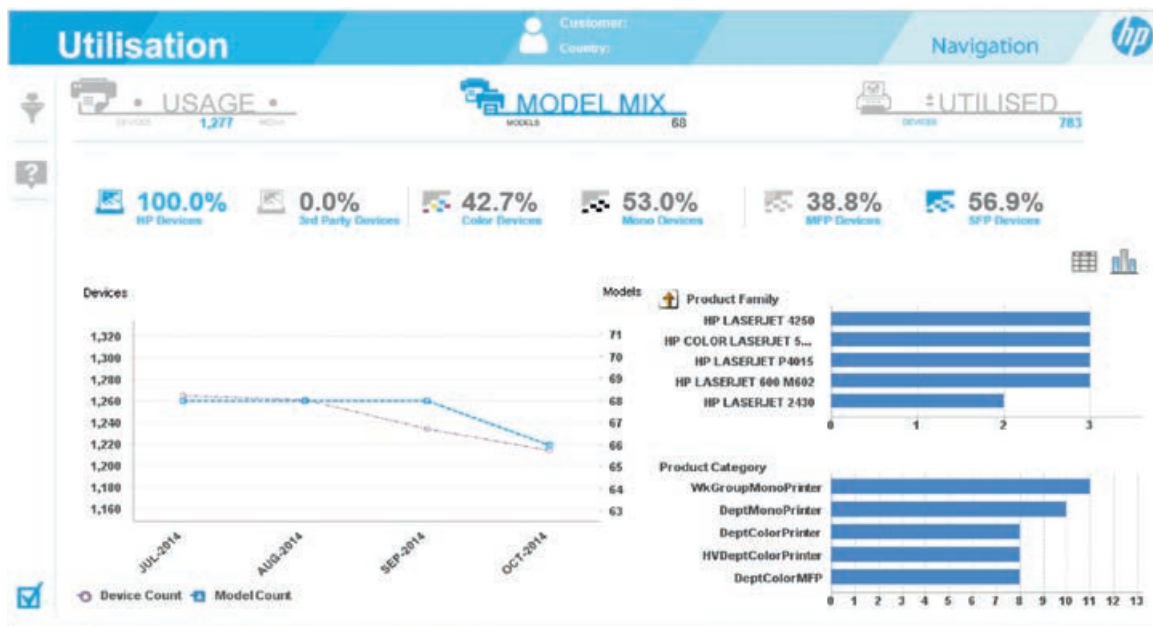 Utilisation
Customer:
Country:
Navigation
hp
USAGE
DEVICES 1,277 MEDIA
MODEL MIX
MODELS 68
±UTILISED
DEVICES 783
?
100.0%
HP Devices
0.0%
3rd Party Devices
42.7%
Color Devices
53.0%
Mono Devices
38.8%
MFP Devices
56.9%
SFP Devices
Devices
Models
1,320
1,300
1,280
1,260
1,240
1,220
1,200
1,180
1,160
71
70
69
68
67
66
65
64
63
JUL-2014
AUG-2014
SEP-2014
OCT-2014
Device Count
Model Count
Product Family
HP LASERJET 4250
HP COLOR LASERJET 5...
HP LASERJET P4015
HP LASERJET 600 M602
HP LASERJET 2430
0 1 2 3
Product Category
WkGroupMonoPrinter
DeptMonoPrinter
DeptColorPrinter
HVDeptColorPrinter
DeptColorMFP
0 1 2 3 4 5 6 7 8 9 10 11 12 13